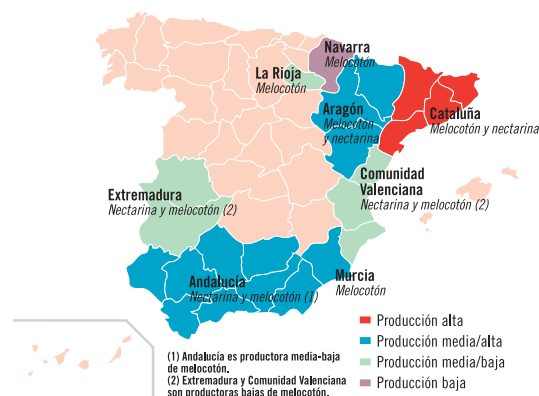 Navarra
Melocotón
La Rioja
Melocotón
Aragón
Melocotón
y nectarina
Cataluña
Melocotón y nectarina
Comunidad
Valenciana
Nectarina y melocotón (2)
Extremadura
Nectarina y melocotón (2)
Andalucía
Nectarina y melocotón (1)
Murcia
Melocotón
Producción alta
Producción media/alta
Producción media/baja
Producción baja
(1) Andalucía es productora media-baja
de melocotón.
(2) Extremadura y Comunidad Valenciana
son productoras bajas de melocotón.